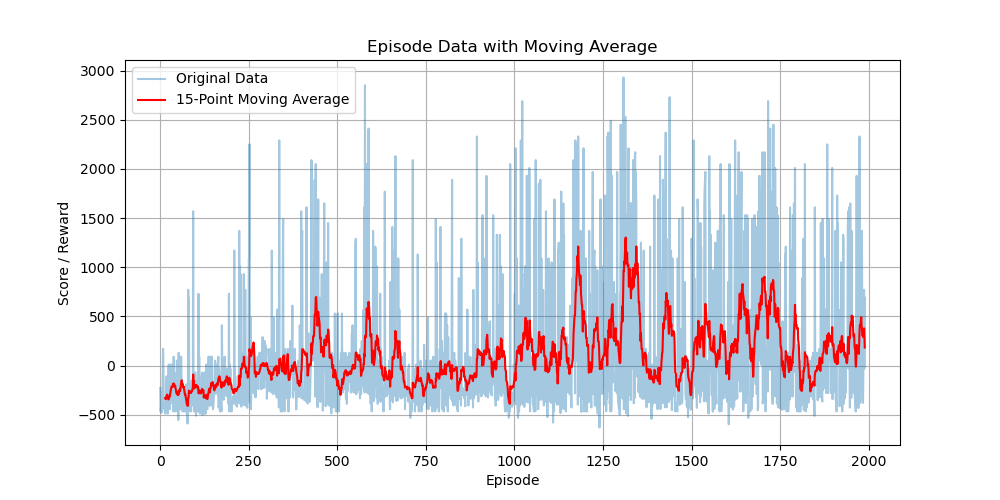 Episode Data with Moving Average
Original Data
15-Point Moving Average
3000
2500
2000
1500
1000
500
0
−500
Score / Reward
0 250 500 750 1000 1250 1500 1750 2000
Episode